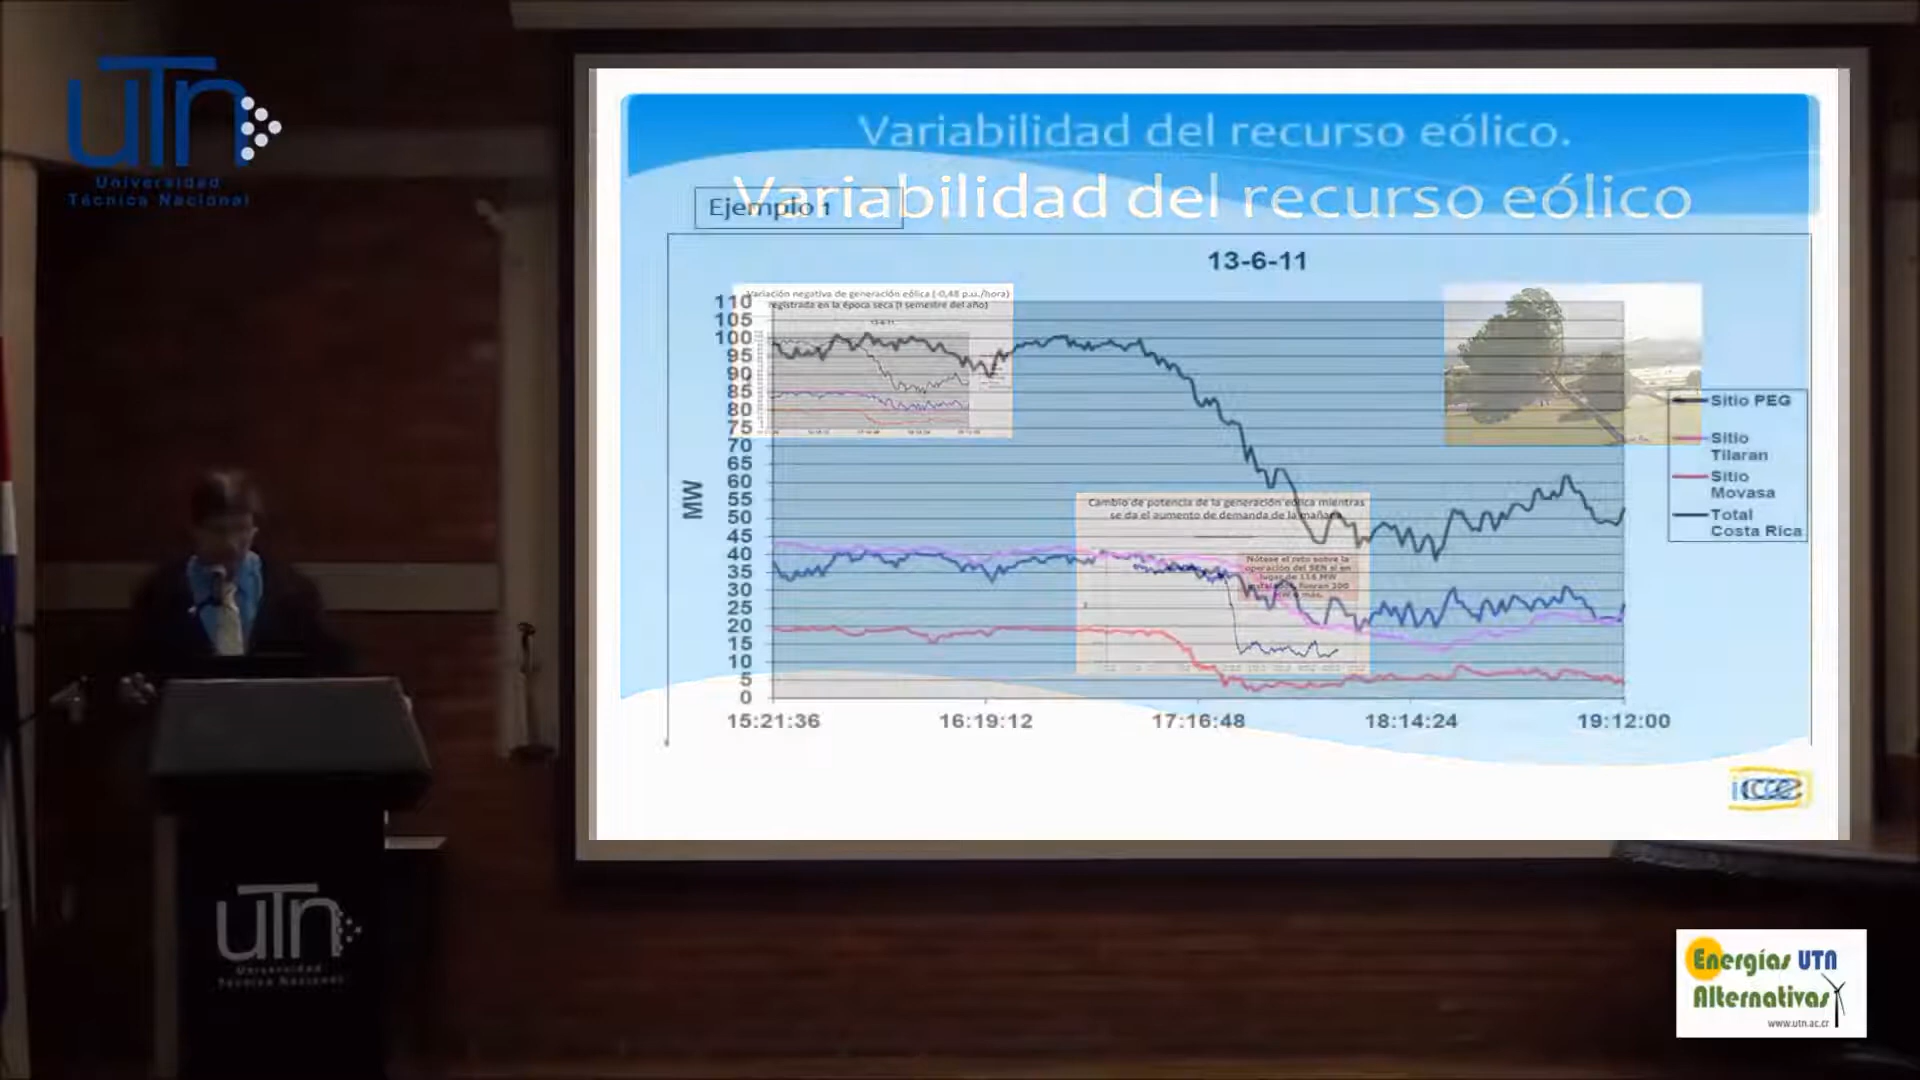 uTn
Universidad
Técnica Nacional
Variabilidad del recurso eólico.
Variabilidad del recurso eólico
Ejemplo 1
13-6-11
Variación negativa de generación eólica (-0,48 p.u./hora)
registrada en la época seca (I semestre del año)
13-6-11
MW
110
105
100
95
90
85
80
75
70
65
60
55
50
45
40
35
30
25
20
15
10
5
0
15:21:36
16:19:12
17:16:48
18:14:24
19:12:00
Sitio PEG
Sitio
Tilaran
Sitio
Movasa
Total
Costa Rica
Cambio de potencia de la generación eólica mientras
se da el aumento de demanda de la mañana
Nótese el reto sobre la
operación del SEN si en
lugar de
MW
fueran 200
más.
uTn
Universidad
Técnica Nacional
Energías UTN
Alternativas
www.utn.ac.cr